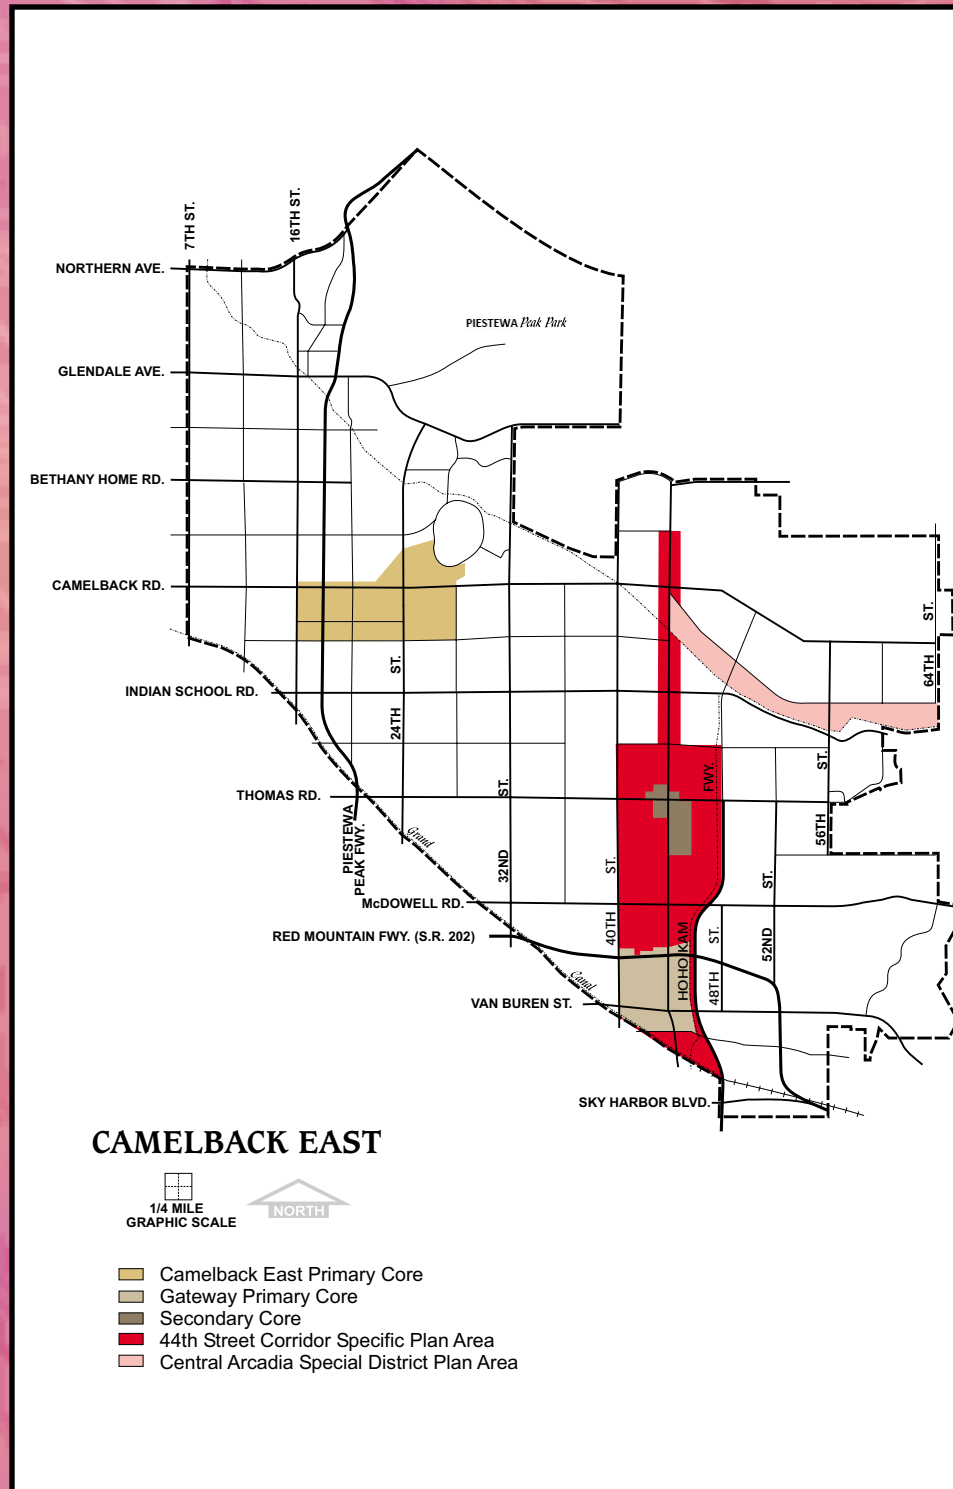 7TH ST.
16TH ST.
NORTHERN AVE.
PIESTEWA Peak Park
GLENDALE AVE.
BETHANY HOME RD.
CAMELBACK RD.
ST.
64TH
INDIAN SCHOOL RD.
ST.
24TH
THOMAS RD.
ST.
32ND
FWY.
HOHOKAM
ST.
56TH
PIESTEWA
PEAK FWY.
Grand
Canal
ST.
40TH
McDOWELL RD.
ST.
52ND
RED MOUNTAIN FWY. (S.R. 202)
ST.
48TH
VAN BUREN ST.
SKY HARBOR BLVD.
CAMELBACK EAST
1/4 MILE
GRAPHIC SCALE
NORTH
Camelback East Primary Core
Gateway Primary Core
Secondary Core
44th Street Corridor Specific Plan Area
Central Arcadia Special District Plan Area